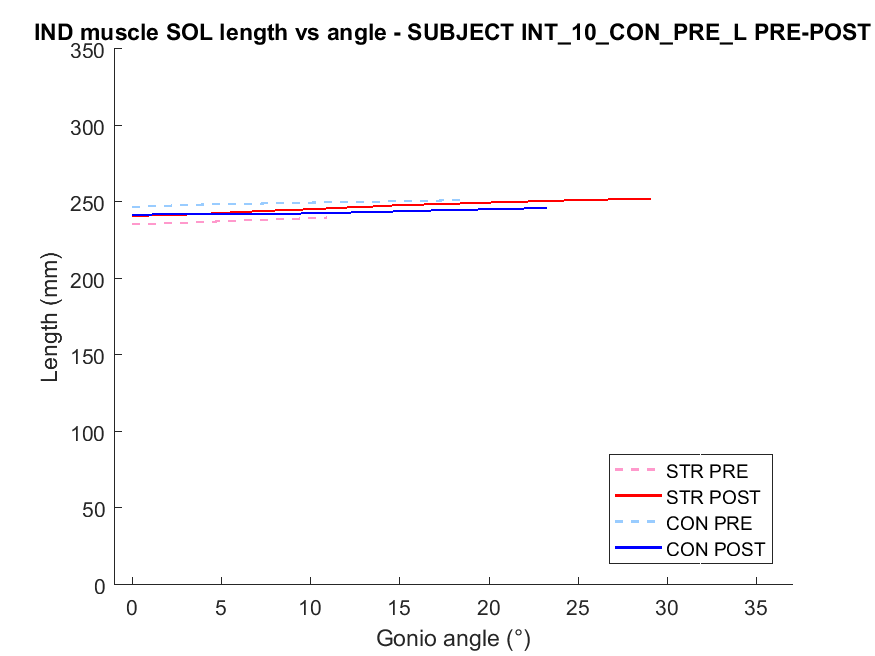 IND muscle SOL length vs angle - SUBJECT INT_10_CON_PRE_L PRE-POST
350
300
250
200
150
100
50
0
Length (mm)
0 5 10 15 20 25 30 35
Gonio angle (°)
STR PRE
STR POST
CON PRE
CON POST